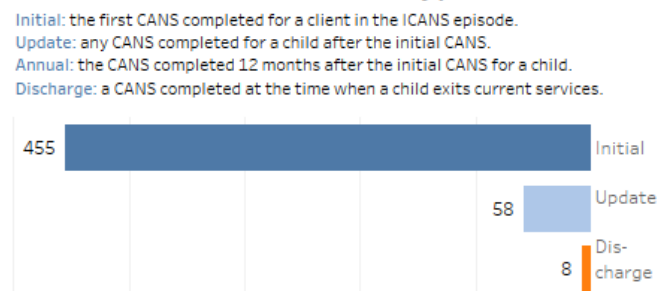 Initial: the first CANS completed for a client in the ICANS episode.
Update: any CANS completed for a child after the initial CANS.
Annual: the CANS completed 12 months after the initial CANS for a child.
Discharge: a CANS completed at the time when a child exits current services.
455 Initial
58 Update
8 Dis-
charge